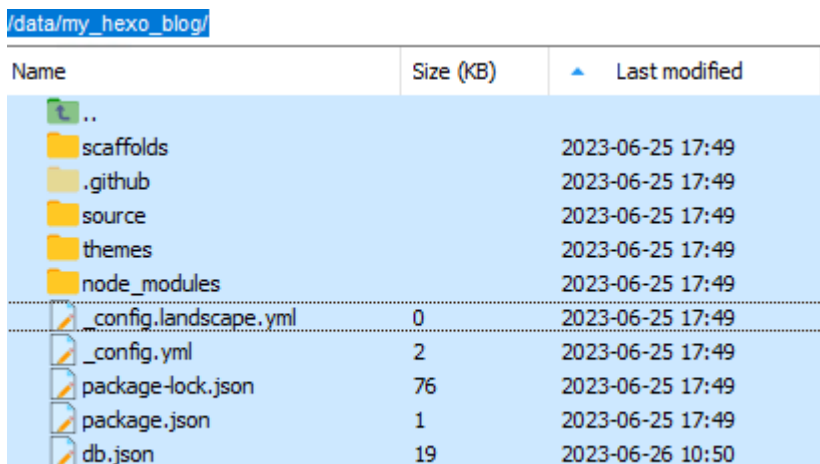 /data/my_hexo_blog/
Name Size (KB) Last modified
..
scaffolds 2023-06-25 17:49
.github 2023-06-25 17:49
source 2023-06-25 17:49
themes 2023-06-25 17:49
node_modules 2023-06-25 17:49
_config.landscape.yml 0 2023-06-25 17:49
_config.yml 2 2023-06-25 17:49
package-lock.json 76 2023-06-25 17:49
package.json 1 2023-06-25 17:49
db.json 19 2023-06-26 10:50